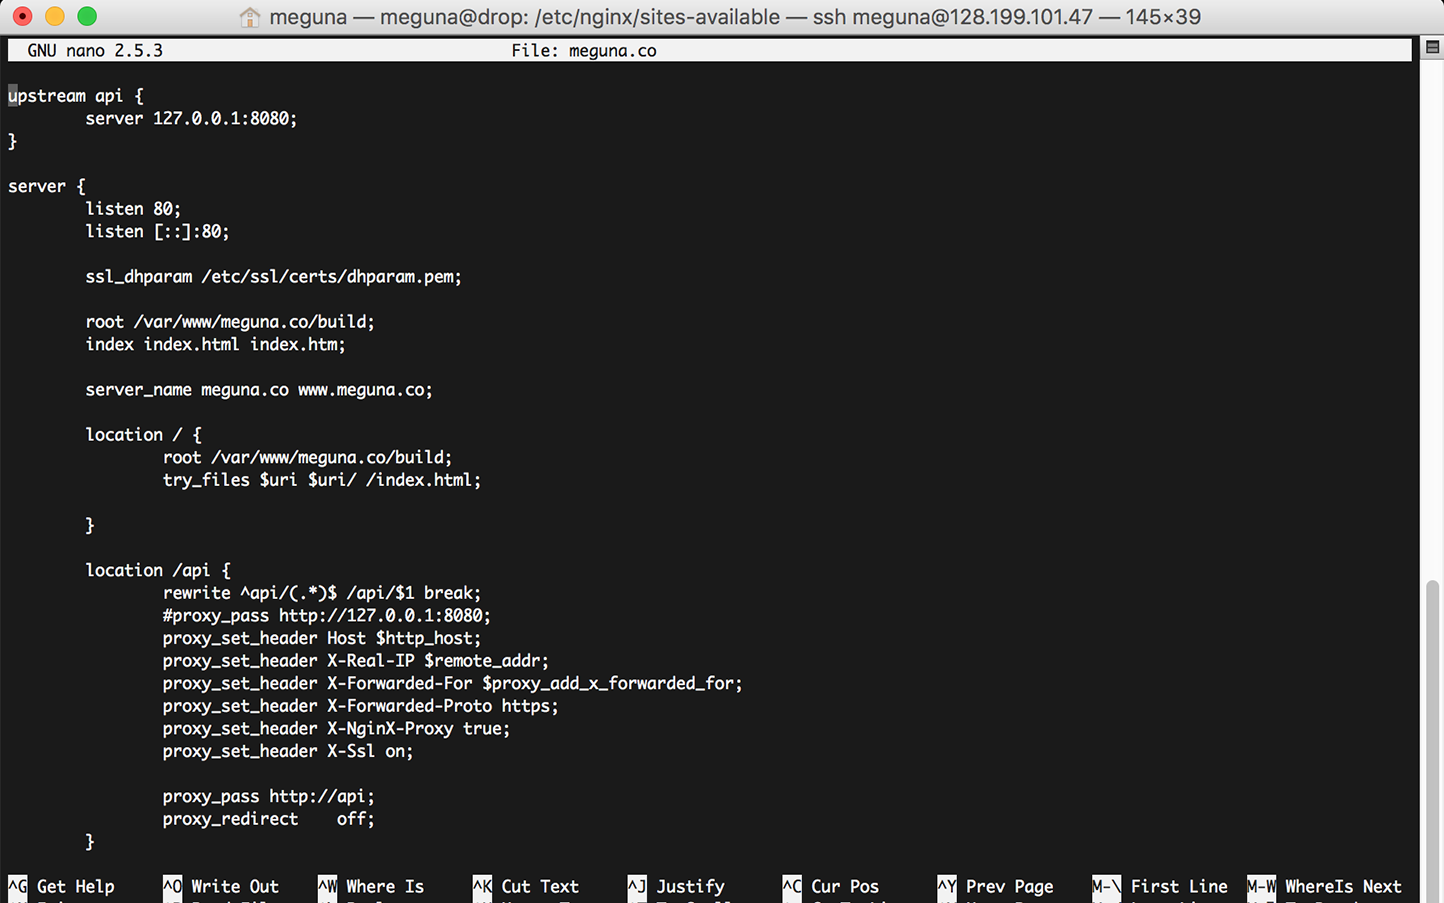 meguna — meguna@drop: /etc/nginx/sites-available — ssh meguna@128.199.101.47 — 145×39
GNU nano 2.5.3 File: meguna.co
upstream api {
server 127.0.0.1:8080;
}
server {
listen 80;
listen [::]:80;
ssl_dhparam /etc/ssl/certs/dhparam.pem;
root /var/www/meguna.co/build;
index index.html index.htm;
server_name meguna.co www.meguna.co;
location / {
root /var/www/meguna.co/build;
try_files $uri $uri/ /index.html;
}
location /api {
rewrite ^api/(.*)$ /api/$1 break;
#proxy_pass http://127.0.0.1:8080;
proxy_set_header Host $http_host;
proxy_set_header X-Real-IP $remote_addr;
proxy_set_header X-Forwarded-For $proxy_add_x_forwarded_for;
proxy_set_header X-Forwarded-Proto https;
proxy_set_header X-NginX-Proxy true;
proxy_set_header X-Ssl on;
proxy_pass http://api;
proxy_redirect off;
}
^G Get Help ^O Write Out ^W Where Is ^K Cut Text ^J Justify ^C Cur Pos ^Y Prev Page M-\ First Line M-W WhereIs Next